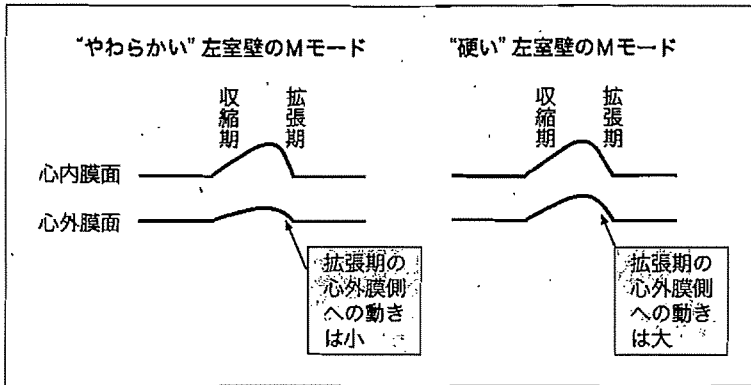 “やわらかい” 左室壁のMモード
収縮期
拡張期
心内膜面
心外膜面
拡張期の
心外膜側
への動き
は小
“硬い” 左室壁のMモード
収縮期
拡張期
拡張期の
心外膜側
への動き
は大